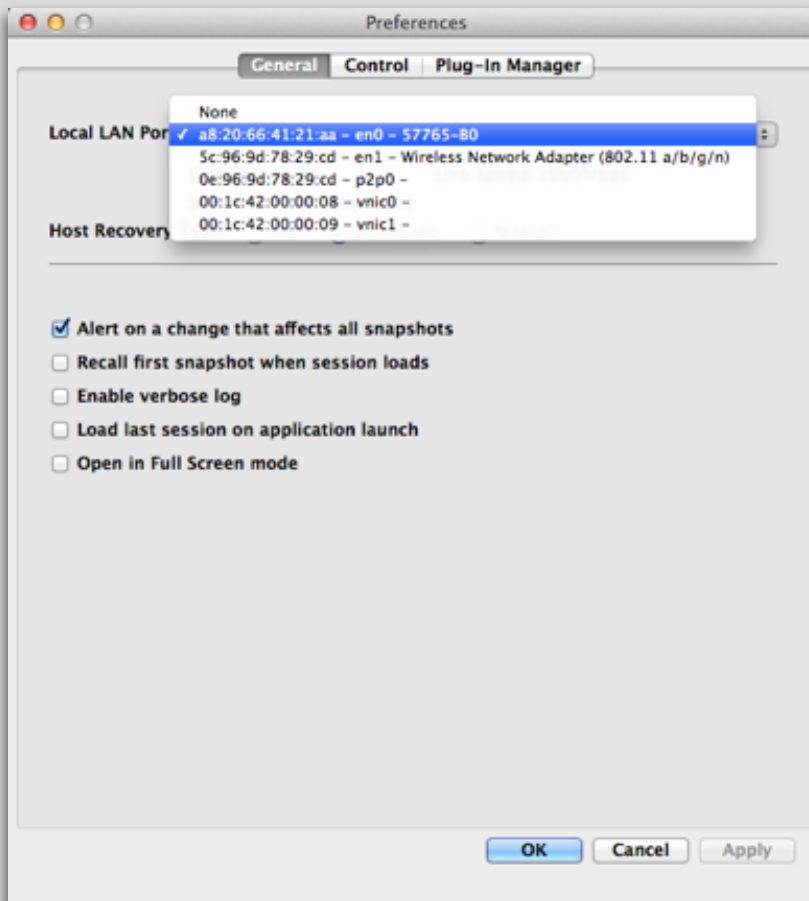 Preferences
General Control Plug-In Manager
None
Local LAN Por ✓ a8:20:66:41:21:aa - en0 - 57765-B0
5c:96:9d:78:29:cd - en1 - Wireless Network Adapter (802.11 a/b/g/n)
0e:96:9d:78:29:cd - p2p0 -
00:1c:42:00:00:08 - vnic0 -
00:1c:42:00:00:09 - vnic1 -
Host Recovery
Alert on a change that affects all snapshots
Recall first snapshot when session loads
Enable verbose log
Load last session on application launch
Open in Full Screen mode
OK Cancel Apply